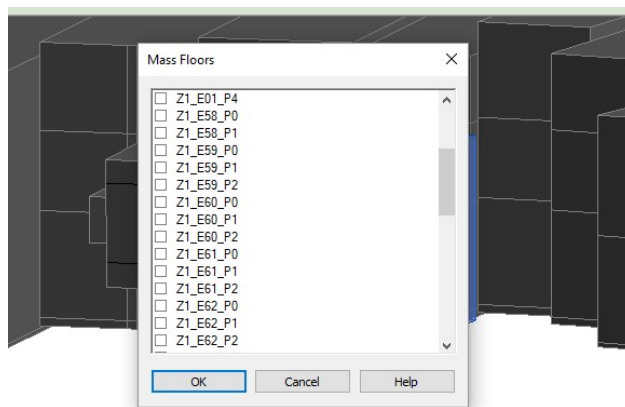 Mass Floors
Z1_E01_P4
Z1_E58_P0
Z1_E58_P1
Z1_E59_P0
Z1_E59_P1
Z1_E59_P2
Z1_E60_P0
Z1_E60_P1
Z1_E60_P2
Z1_E61_P0
Z1_E61_P1
Z1_E61_P2
Z1_E62_P0
Z1_E62_P1
Z1_E62_P2
OK Cancel Help